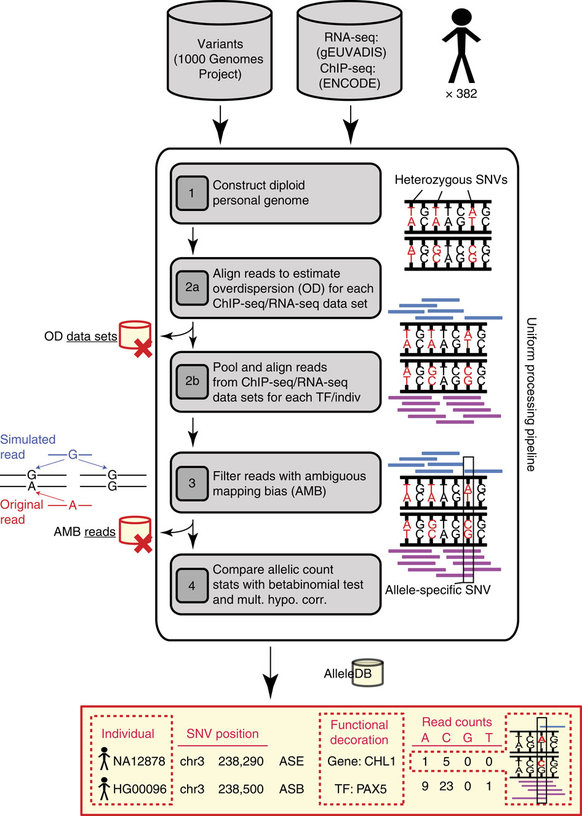 Variants
(1000 Genomes
Project)
RNA-seq:
(gEUVADIS)
ChIP-seq:
(ENCODE)
× 382
1
Construct diploid
personal genome
Heterozygous SNVs
T G T T C A G
A C A A G T C
A C G A G C G
T G C A G G C
2a
Align reads to estimate
overdispersion (OD) for each
ChIP-seq/RNA-seq data set
OD data sets
2b
Pool and align reads
from ChIP-seq/RNA-seq
data sets for each TF/indiv
Uniform processing pipeline
Simulated
read
G
G
A
G
G
Original
read
A
3
Filter reads with ambiguous
mapping bias (AMB)
AMB reads
4
Compare allelic count
stats with betabinomial test
and mult. hypo. corr.
Allele-specific SNV
AlleleDB
Individual SNV position Functional decoration Read counts
A C G T
NA12878 chr3 238,290 ASE Gene: CHL1 1 5 0 0
HG00096 chr3 238,500 ASB TF: PAX5 9 23 0 1